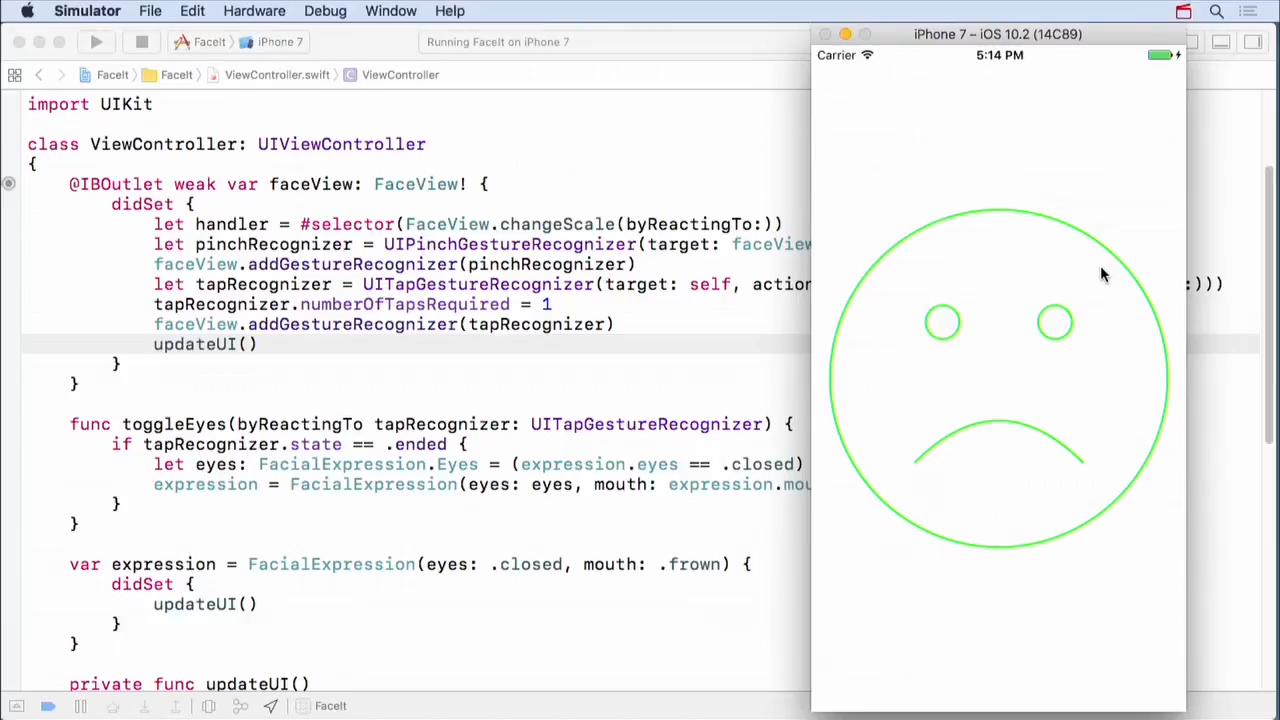 Simulator File Edit Hardware Debug Window Help
FaceIt iPhone 7 Running FaceIt on iPhone 7
iPhone 7 – iOS 10.2 (14C89)
FaceIt FaceIt ViewController.swift ViewController
Carrier 5:14 PM
import UIKit
class ViewController: UIViewController
{
@IBOutlet weak var faceView: FaceView! {
didSet {
let handler = #selector(FaceView.changeScale(byReactingTo:))
let pinchRecognizer = UIPinchGestureRecognizer(target: faceView
faceView.addGestureRecognizer(pinchRecognizer)
let tapRecognizer = UITapGestureRecognizer(target: self, action :)))
tapRecognizer.numberOfTapsRequired = 1
faceView.addGestureRecognizer(tapRecognizer)
updateUI()
}
}
func toggleEyes(byReactingTo tapRecognizer: UITapGestureRecognizer) {
if tapRecognizer.state == .ended {
let eyes: FacialExpression.Eyes = (expression.eyes == .closed)
expression = FacialExpression(eyes: eyes, mouth: expression.mou
}
}
var expression = FacialExpression(eyes: .closed, mouth: .frown) {
didSet {
updateUI()
}
}
private func updateUI()
FaceIt